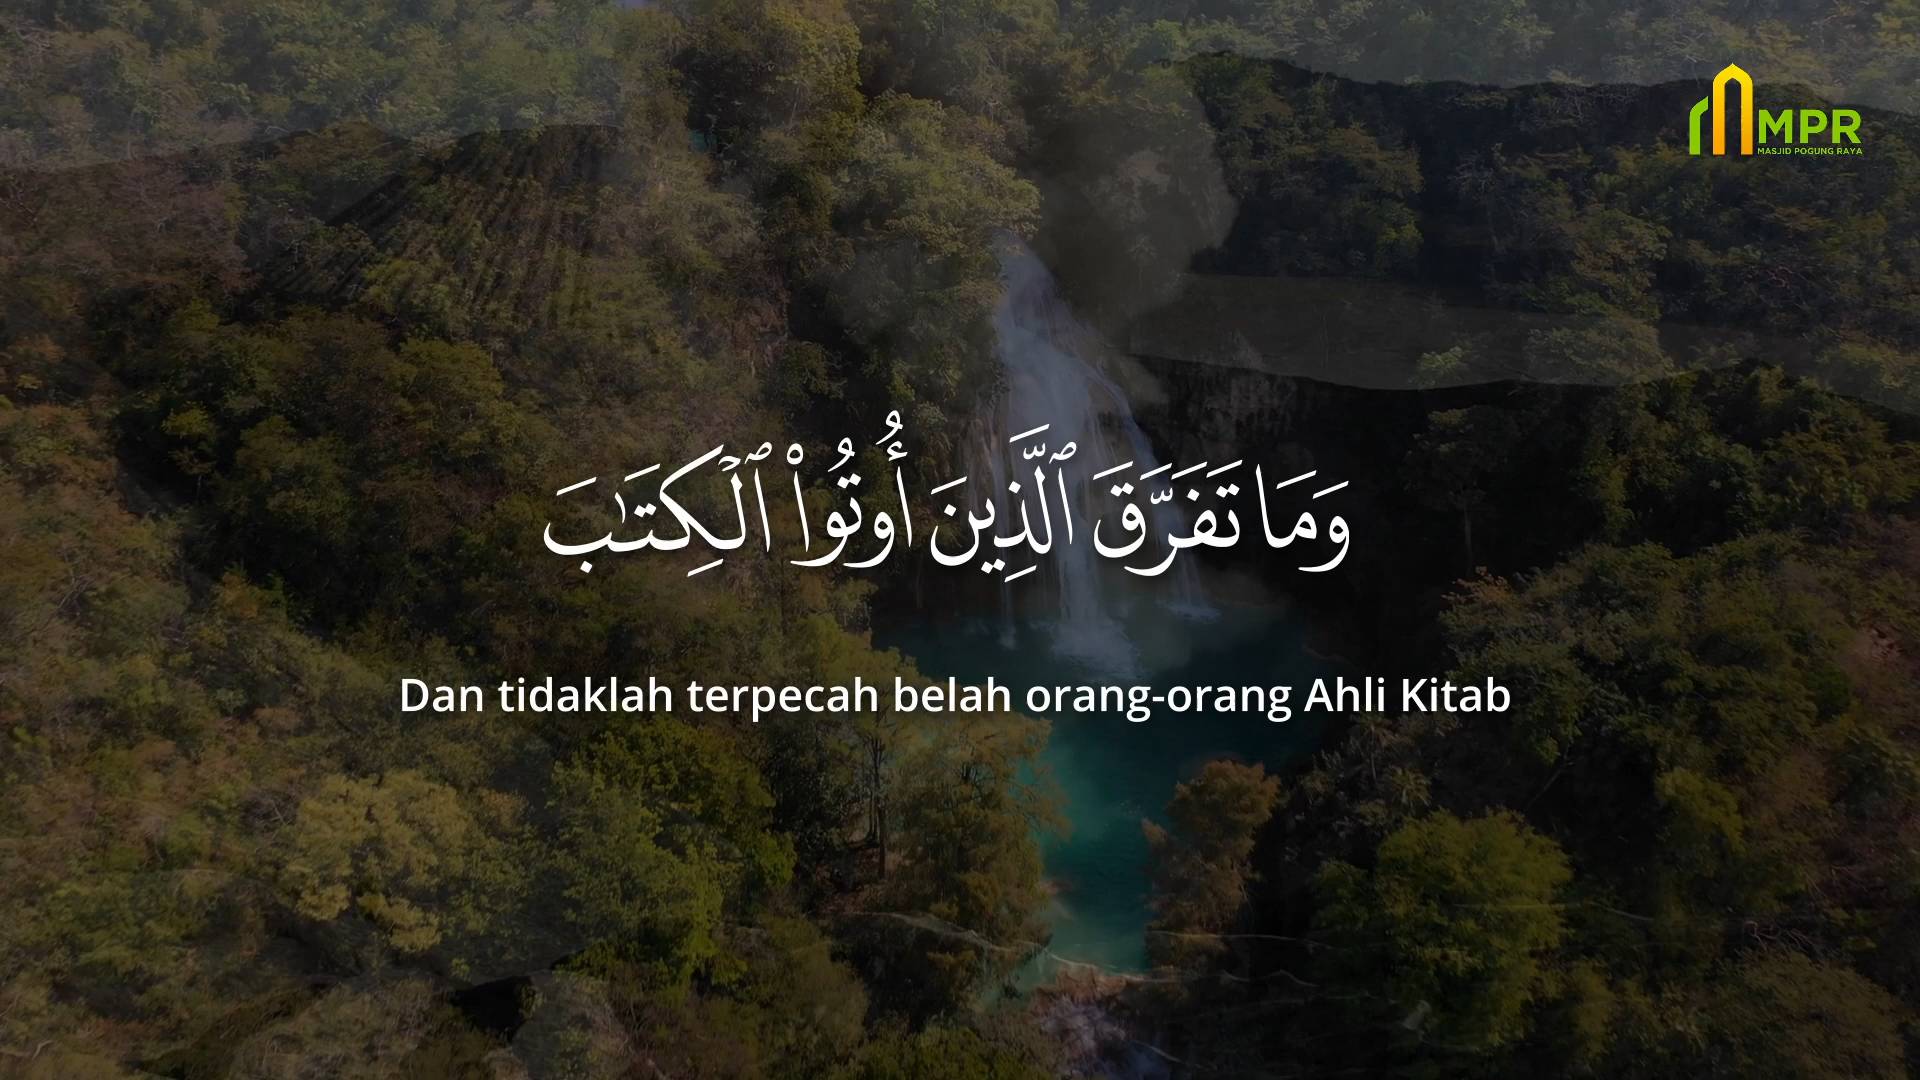 MPR
MASJID POGUNG RAYA
وَمَا تَفَرَّقَ ٱلَّذِينَ أُوتُوا۟ ٱلْكِتَـٰبَ
Dan tidaklah terpecah belah orang-orang Ahli Kitab